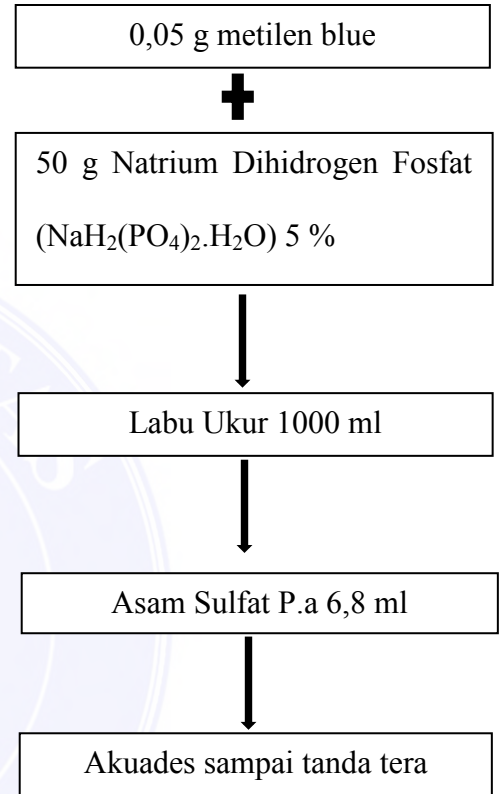 0,05 g metilen blue
50 g Natrium Dihidrogen Fosfat
(NaH₂(PO₄)₂.H₂O) 5 %
Labu Ukur 1000 ml
Asam Sulfat P.a 6,8 ml
Akuades sampai tanda tera